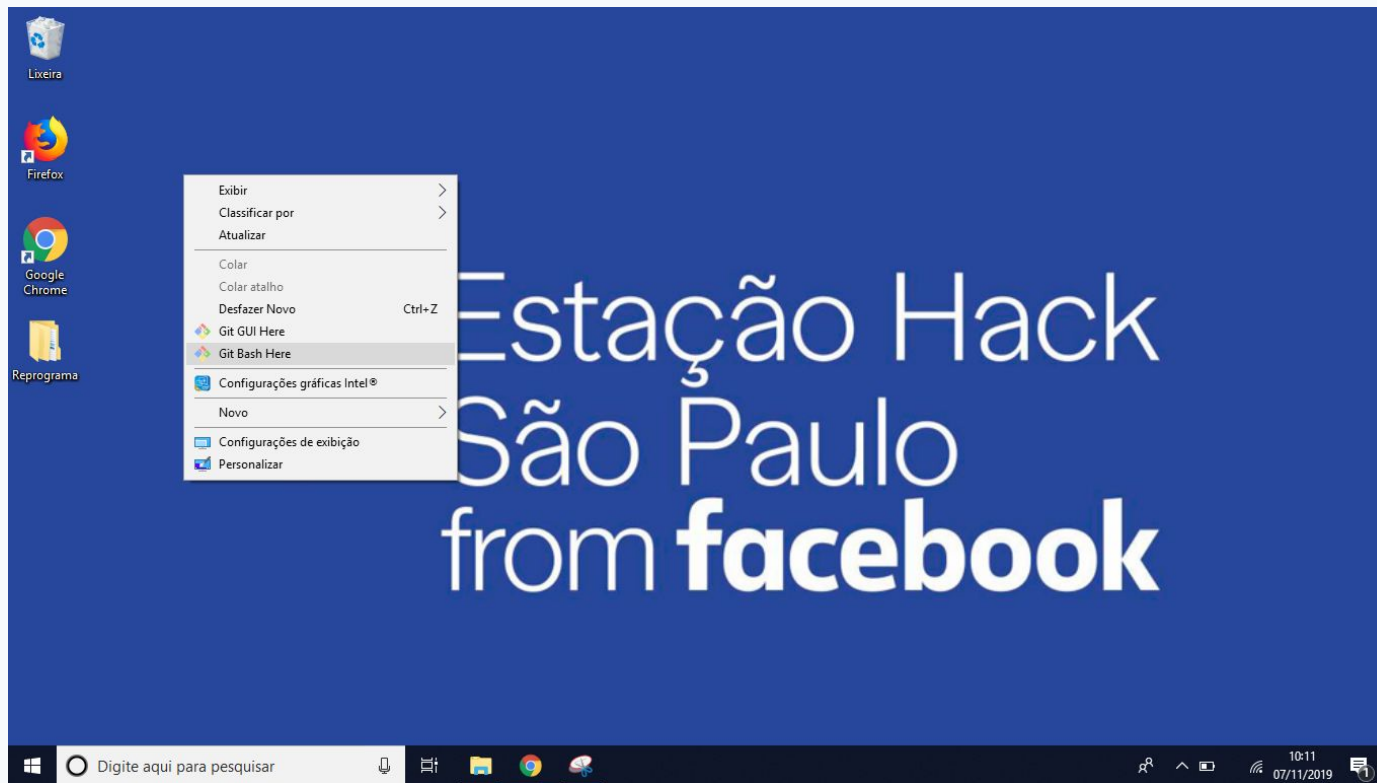 Lixeira
Firefox
Google
Chrome
Reprograma
Exibir
Classificar por
Atualizar
Colar
Colar atalho
Desfazer Novo Ctrl+Z
Git GUI Here
Git Bash Here
Configurações gráficas Intel®
Novo
Configurações de exibição
Personalizar
Estação Hack
São Paulo
from facebook
Digite aqui para pesquisar
10:11
07/11/2019
1